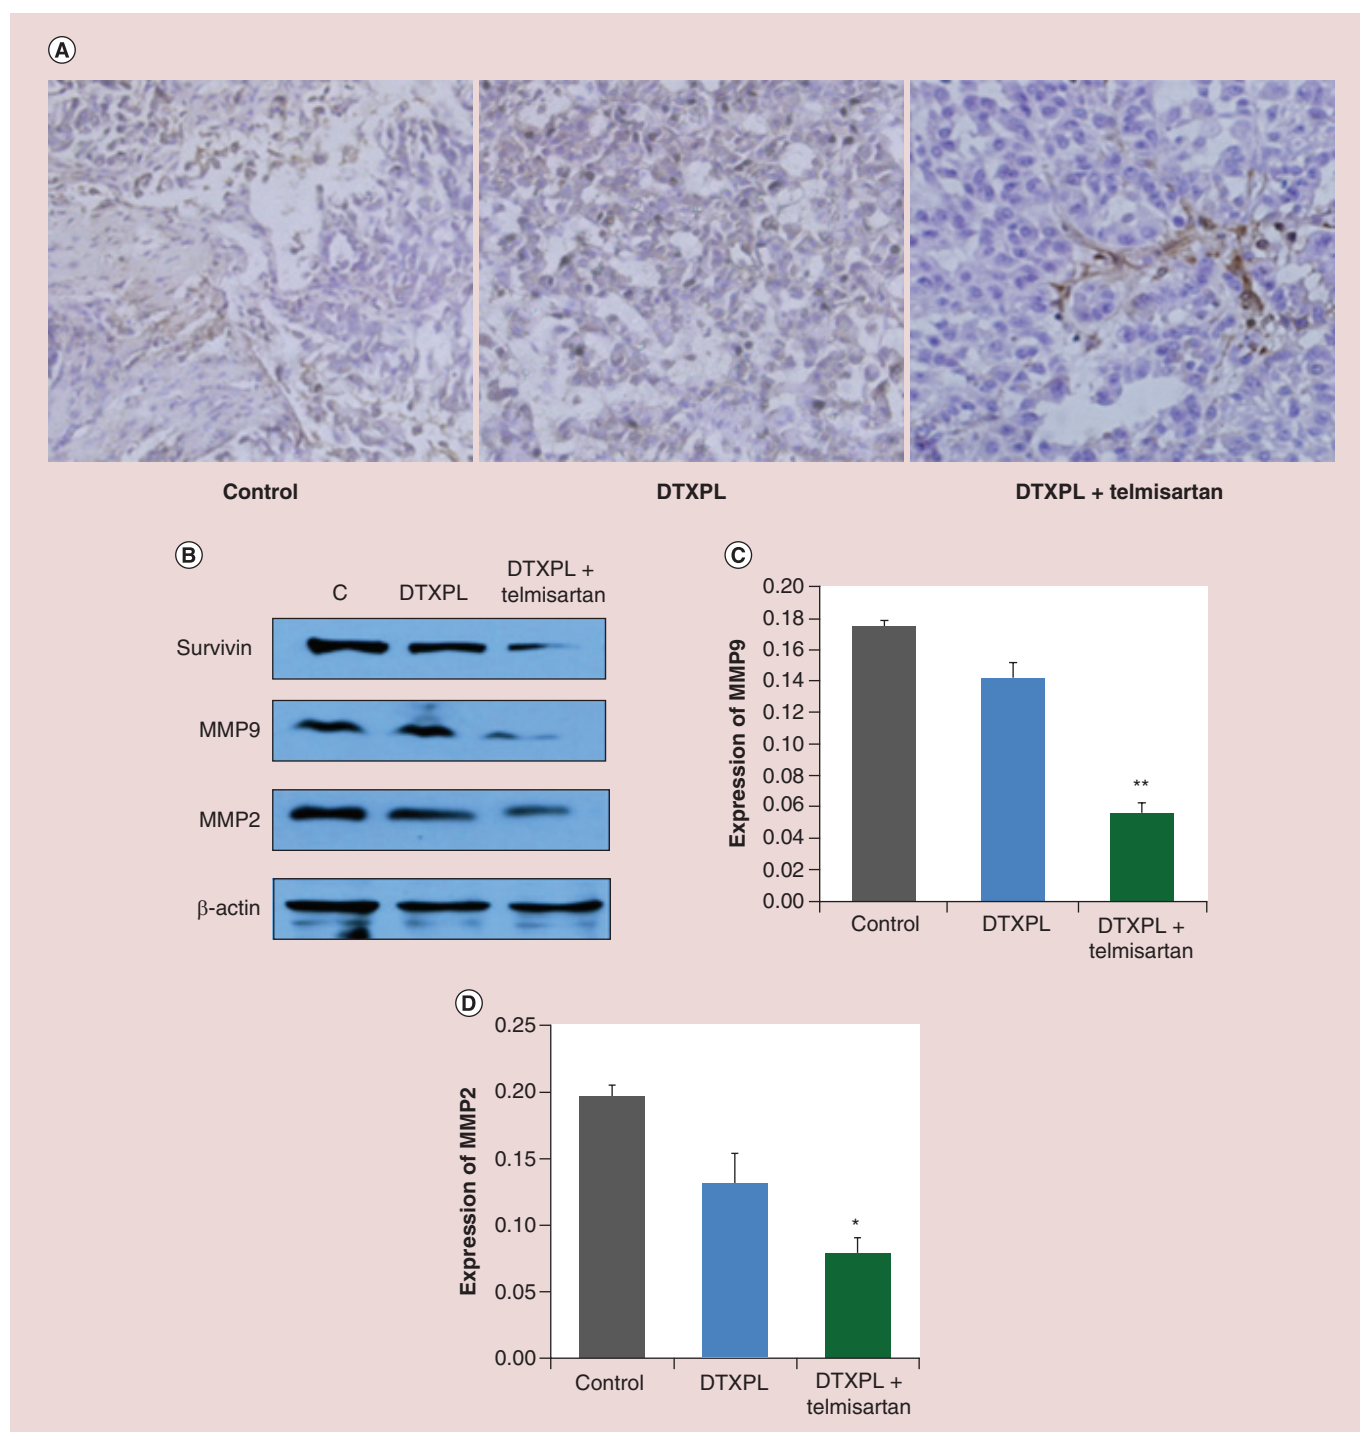 A
Control
DTXPL
DTXPL + telmisartan
B
C
DTXPL
DTXPL +
telmisartan
Survivin
MMP9
MMP2
β-actin
C
Expression of MMP9
0.20
0.18
0.16
0.14
0.12
0.10
0.08
0.06
0.04
0.02
0.00
**
Control
DTXPL
DTXPL +
telmisartan
D
Expression of MMP2
0.25
0.20
0.15
0.10
0.05
0.00
*
Control
DTXPL
DTXPL +
telmisartan